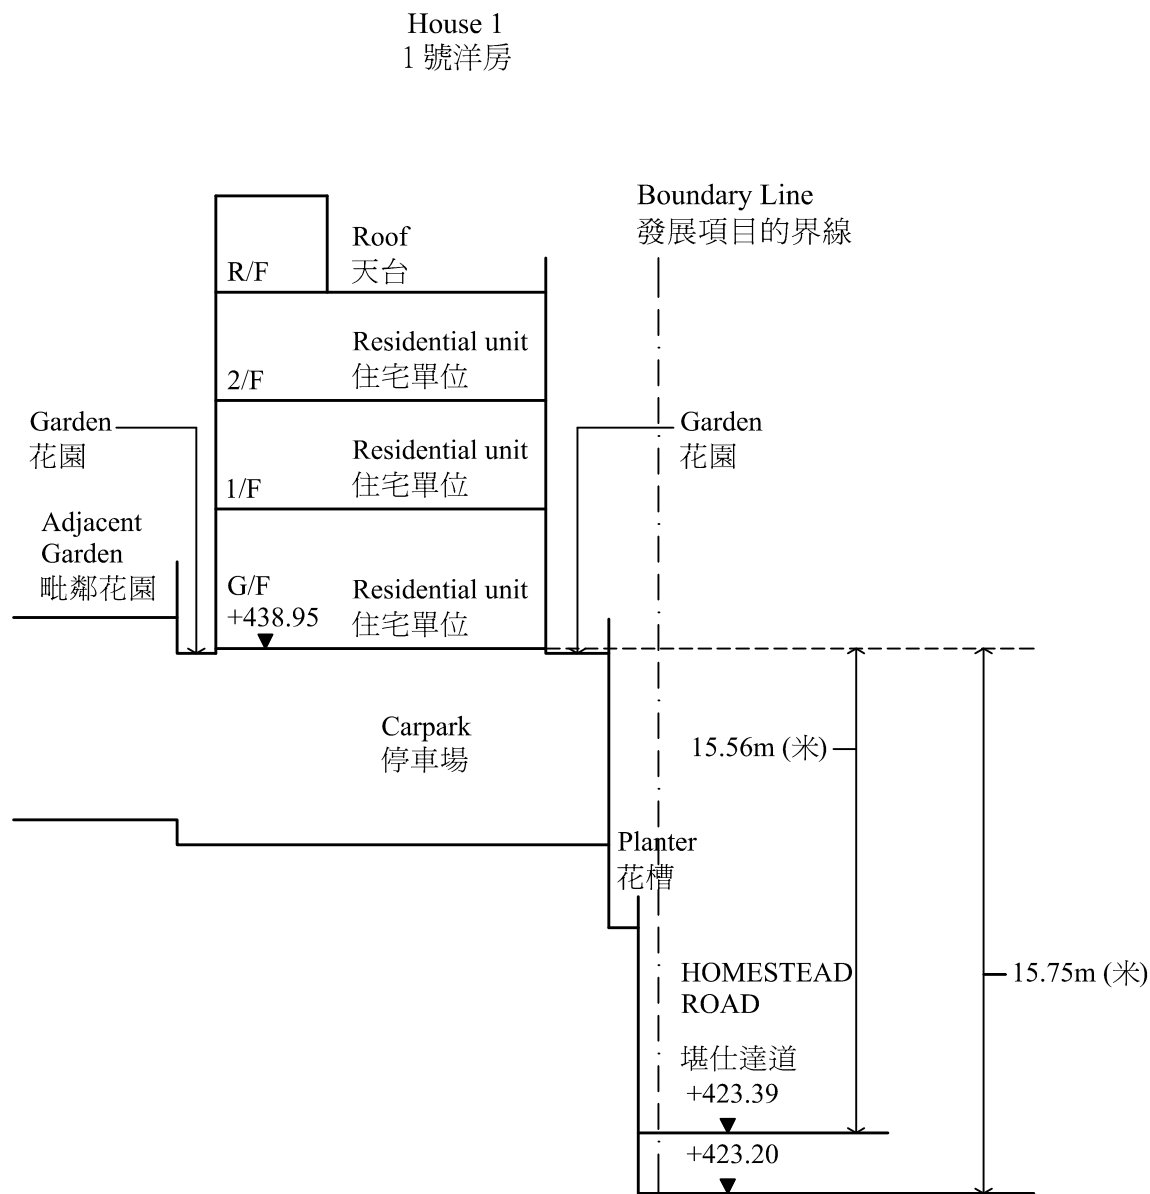 House 1
1 號洋房
Boundary Line
發展項目的界線
Roof
天台
R/F
Residential unit
住宅單位
2/F
Garden
花園
Garden
花園
Residential unit
住宅單位
1/F
Adjacent
Garden
毗鄰花園
G/F
+438.95
Residential unit
住宅單位
Carpark
停車場
15.56m (米)
Planter
花槽
HOMESTEAD
ROAD
15.75m (米)
堪仕達道
+423.39
+423.20